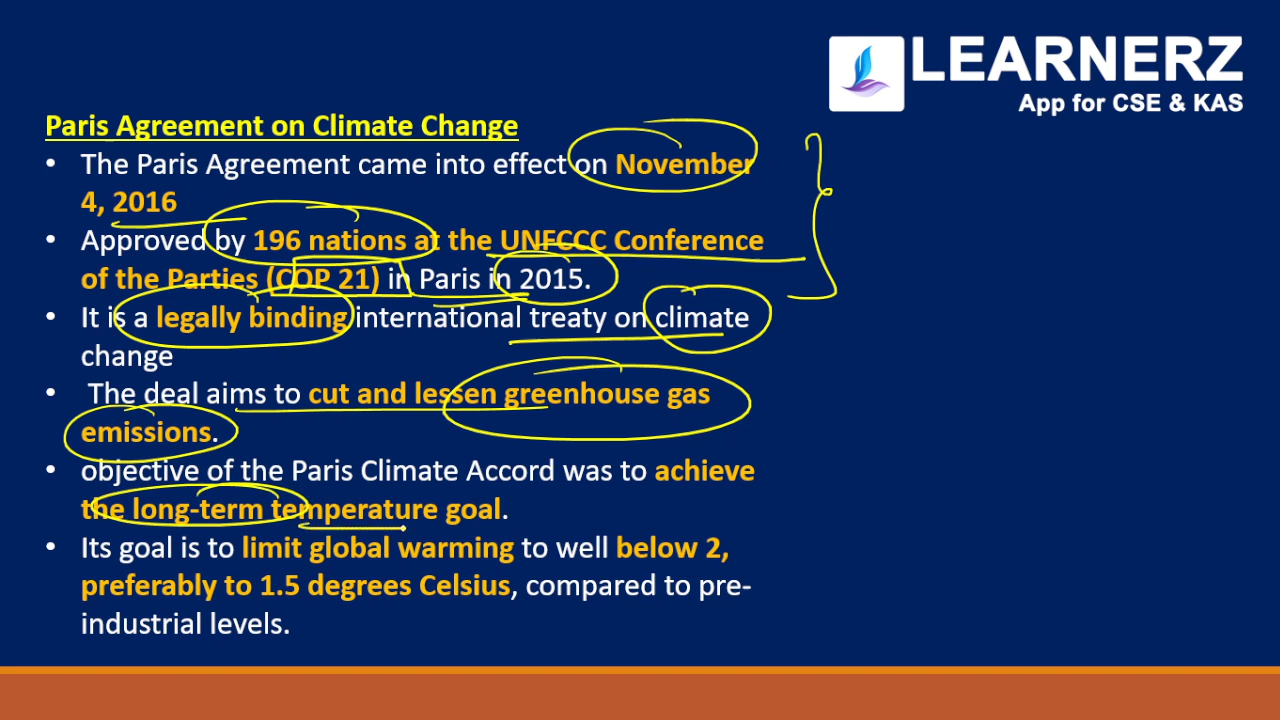 LEARNERZ
App for CSE & KAS
Paris Agreement on Climate Change
• The Paris Agreement came into effect on November
4, 2016
• Approved by 196 nations at the UNFCCC Conference
of the Parties (COP 21) in Paris in 2015.
• It is a legally binding international treaty on climate
change
• The deal aims to cut and lessen greenhouse gas
emissions.
• objective of the Paris Climate Accord was to achieve
the long-term temperature goal.
• Its goal is to limit global warming to well below 2,
preferably to 1.5 degrees Celsius, compared to pre-
industrial levels.